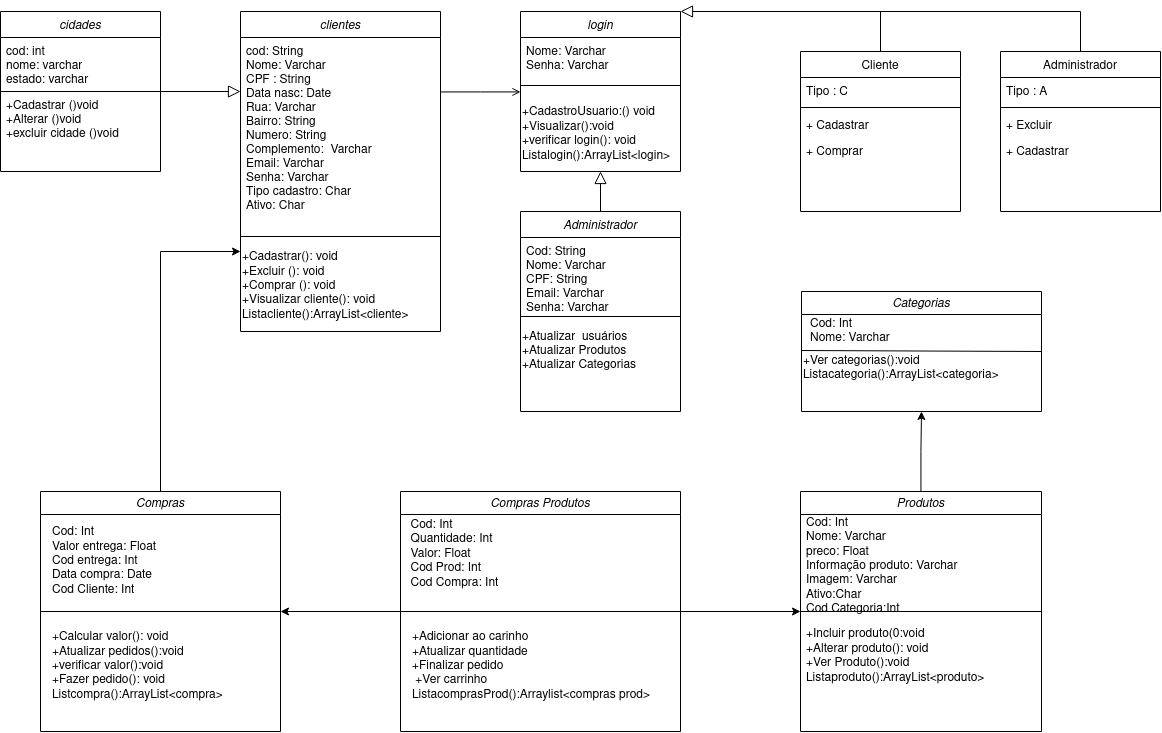 cidades
cod: int
nome: varchar
estado: varchar
+Cadastrar ()void
+Alterar ()void
+excluir cidade ()void
clientes
cod: String
Nome: Varchar
CPF : String
Data nasc: Date
Rua: Varchar
Bairro: String
Numero: String
Complemento:  Varchar
Email: Varchar
Senha: Varchar
Tipo cadastro: Char
Ativo: Char
+Cadastrar(): void
+Excluir (): void
+Comprar (): void
+Visualizar cliente(): void
Listacliente():ArrayList<cliente>
login
Nome: Varchar
Senha: Varchar
+CadastroUsuario:() void
+Visualizar():void
+verificar login(): void
Listalogin():ArrayList<login>
Cliente
Tipo : C
+ Cadastrar
+ Comprar
Administrador
Tipo : A
+ Excluir
+ Cadastrar
Administrador
Cod: String
Nome: Varchar
CPF: String
Email: Varchar
Senha: Varchar
+Atualizar  usuários
+Atualizar Produtos
+Atualizar Categorias
Categorias
Cod: Int
Nome: Varchar
+Ver categorias():void
Listacategoria():ArrayList<categoria>
Compras
Cod: Int
Valor entrega: Float
Cod entrega: Int
Data compra: Date
Cod Cliente: Int
+Calcular valor(): void
+Atualizar pedidos():void
+verificar valor():void
+Fazer pedido(): void
Listcompra():ArrayList<compra>
Compras Produtos
Cod: Int
Quantidade: Int
Valor: Float
Cod Prod: Int
Cod Compra: Int
+Adicionar ao carinho
+Atualizar quantidade
+Finalizar pedido
+Ver carrinho
ListacomprasProd():Arraylist<compras prod>
Produtos
Cod: Int
Nome: Varchar
preco: Float
Informação produto: Varchar
Imagem: Varchar
Ativo:Char
Cod Categoria:Int
+Incluir produto(0:void
+Alterar produto(): void
+Ver Produto():void
Listaproduto():ArrayList<produto>